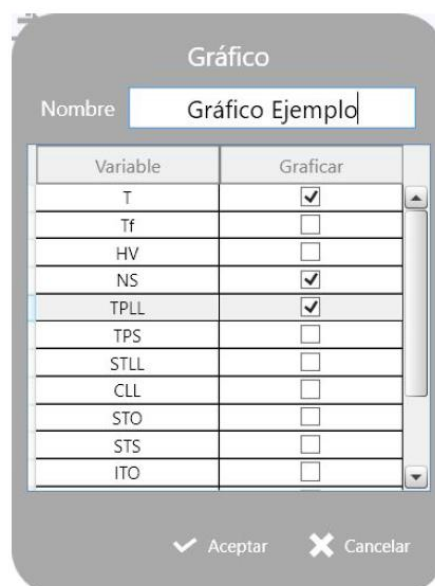 Gráfico
Nombre Gráfico Ejemplo
Variable Graficar
T
Tf
HV
NS
TPLL
TPS
STLL
CLL
STO
STS
ITO
Aceptar Cancelar